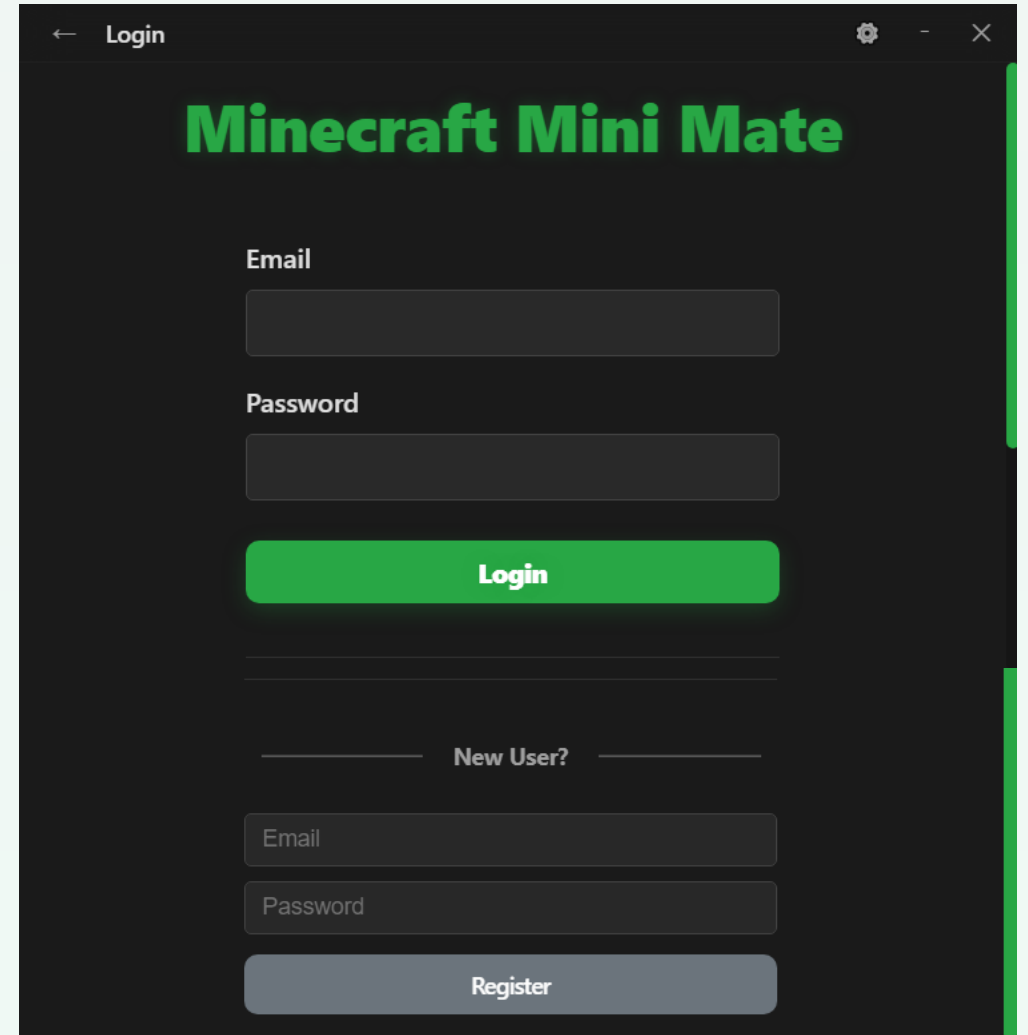 ← Login
Minecraft Mini Mate
Email
Password
Login
New User?
Email
Password
Register